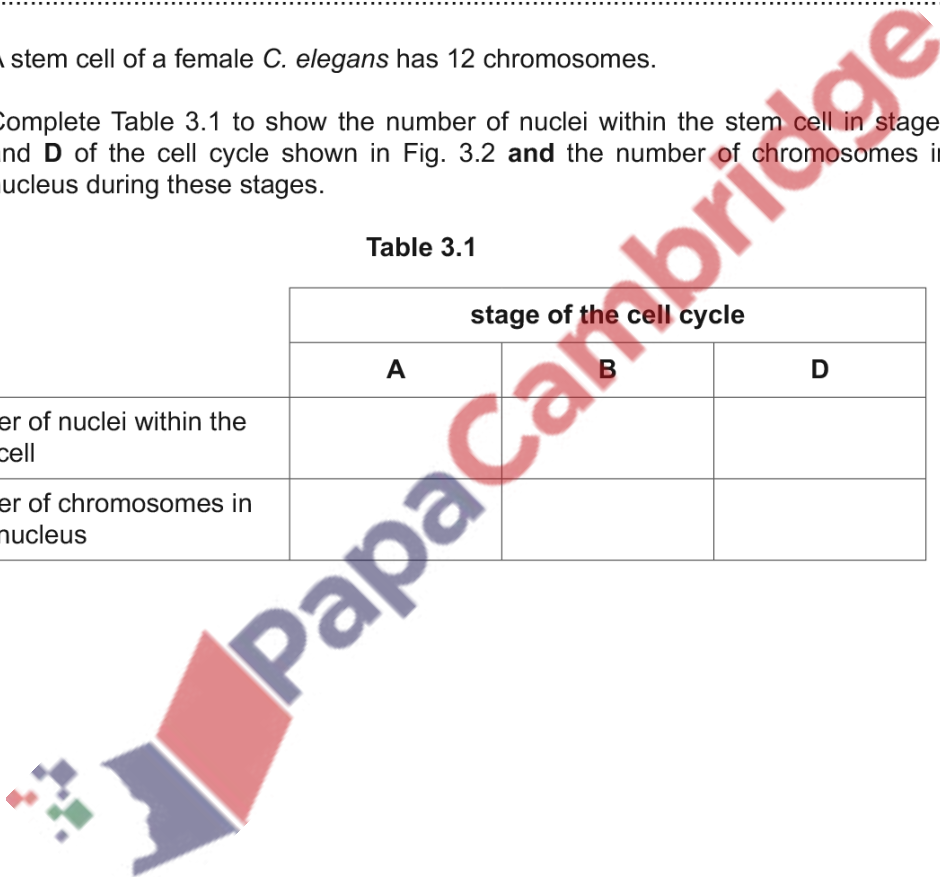 stem cell of a female C. elegans has 12 chromosomes.
Complete Table 3.1 to show the number of nuclei within the stem cell in stage
and D of the cell cycle shown in Fig. 3.2 and the number of chromosomes in
nucleus during these stages.
Table 3.1
stage of the cell cycle
A B D
er of nuclei within the
cell
er of chromosomes in
nucleus
PapaCambridge